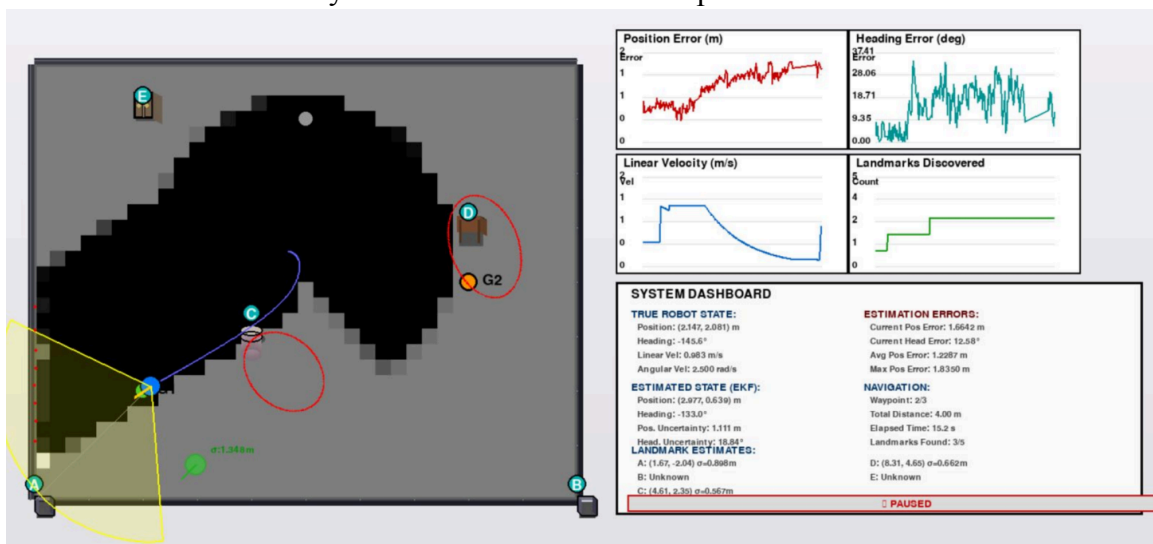 E
D
G2
C
σ:1.348m
A
B
Position Error (m)
2
Error
1
1
0
0
Heading Error (deg)
37.41
Error
28.06
18.71
9.35
0.00
Linear Velocity (m/s)
2
Vel
1
1
0
0
Landmarks Discovered
5
Count
4
2
1
0
SYSTEM DASHBOARD
TRUE ROBOT STATE:
Position: (2.147, 2.081) m
Heading: -145.6°
Linear Vel: 0.983 m/s
Angular Vel: 2.500 rad/s
ESTIMATED STATE (EKF):
Position: (2.977, 0.639) m
Heading: -133.0°
Pos. Uncertainty: 1.111 m
Head. Uncertainty: 18.84°
LANDMARK ESTIMATES:
A: (1.67, -2.04) σ=0.898m
B: Unknown
C: (4.61, 2.35) σ=0.567m
ESTIMATION ERRORS:
Current Pos Error: 1.6642 m
Current Head Error: 12.58°
Avg Pos Error: 1.2287 m
Max Pos Error: 1.8350 m
NAVIGATION:
Waypoint: 2/3
Total Distance: 4.00 m
Elapsed Time: 15.2 s
Landmarks Found: 3/5
D: (8.31, 4.65) σ=0.662m
E: Unknown
PAUSED